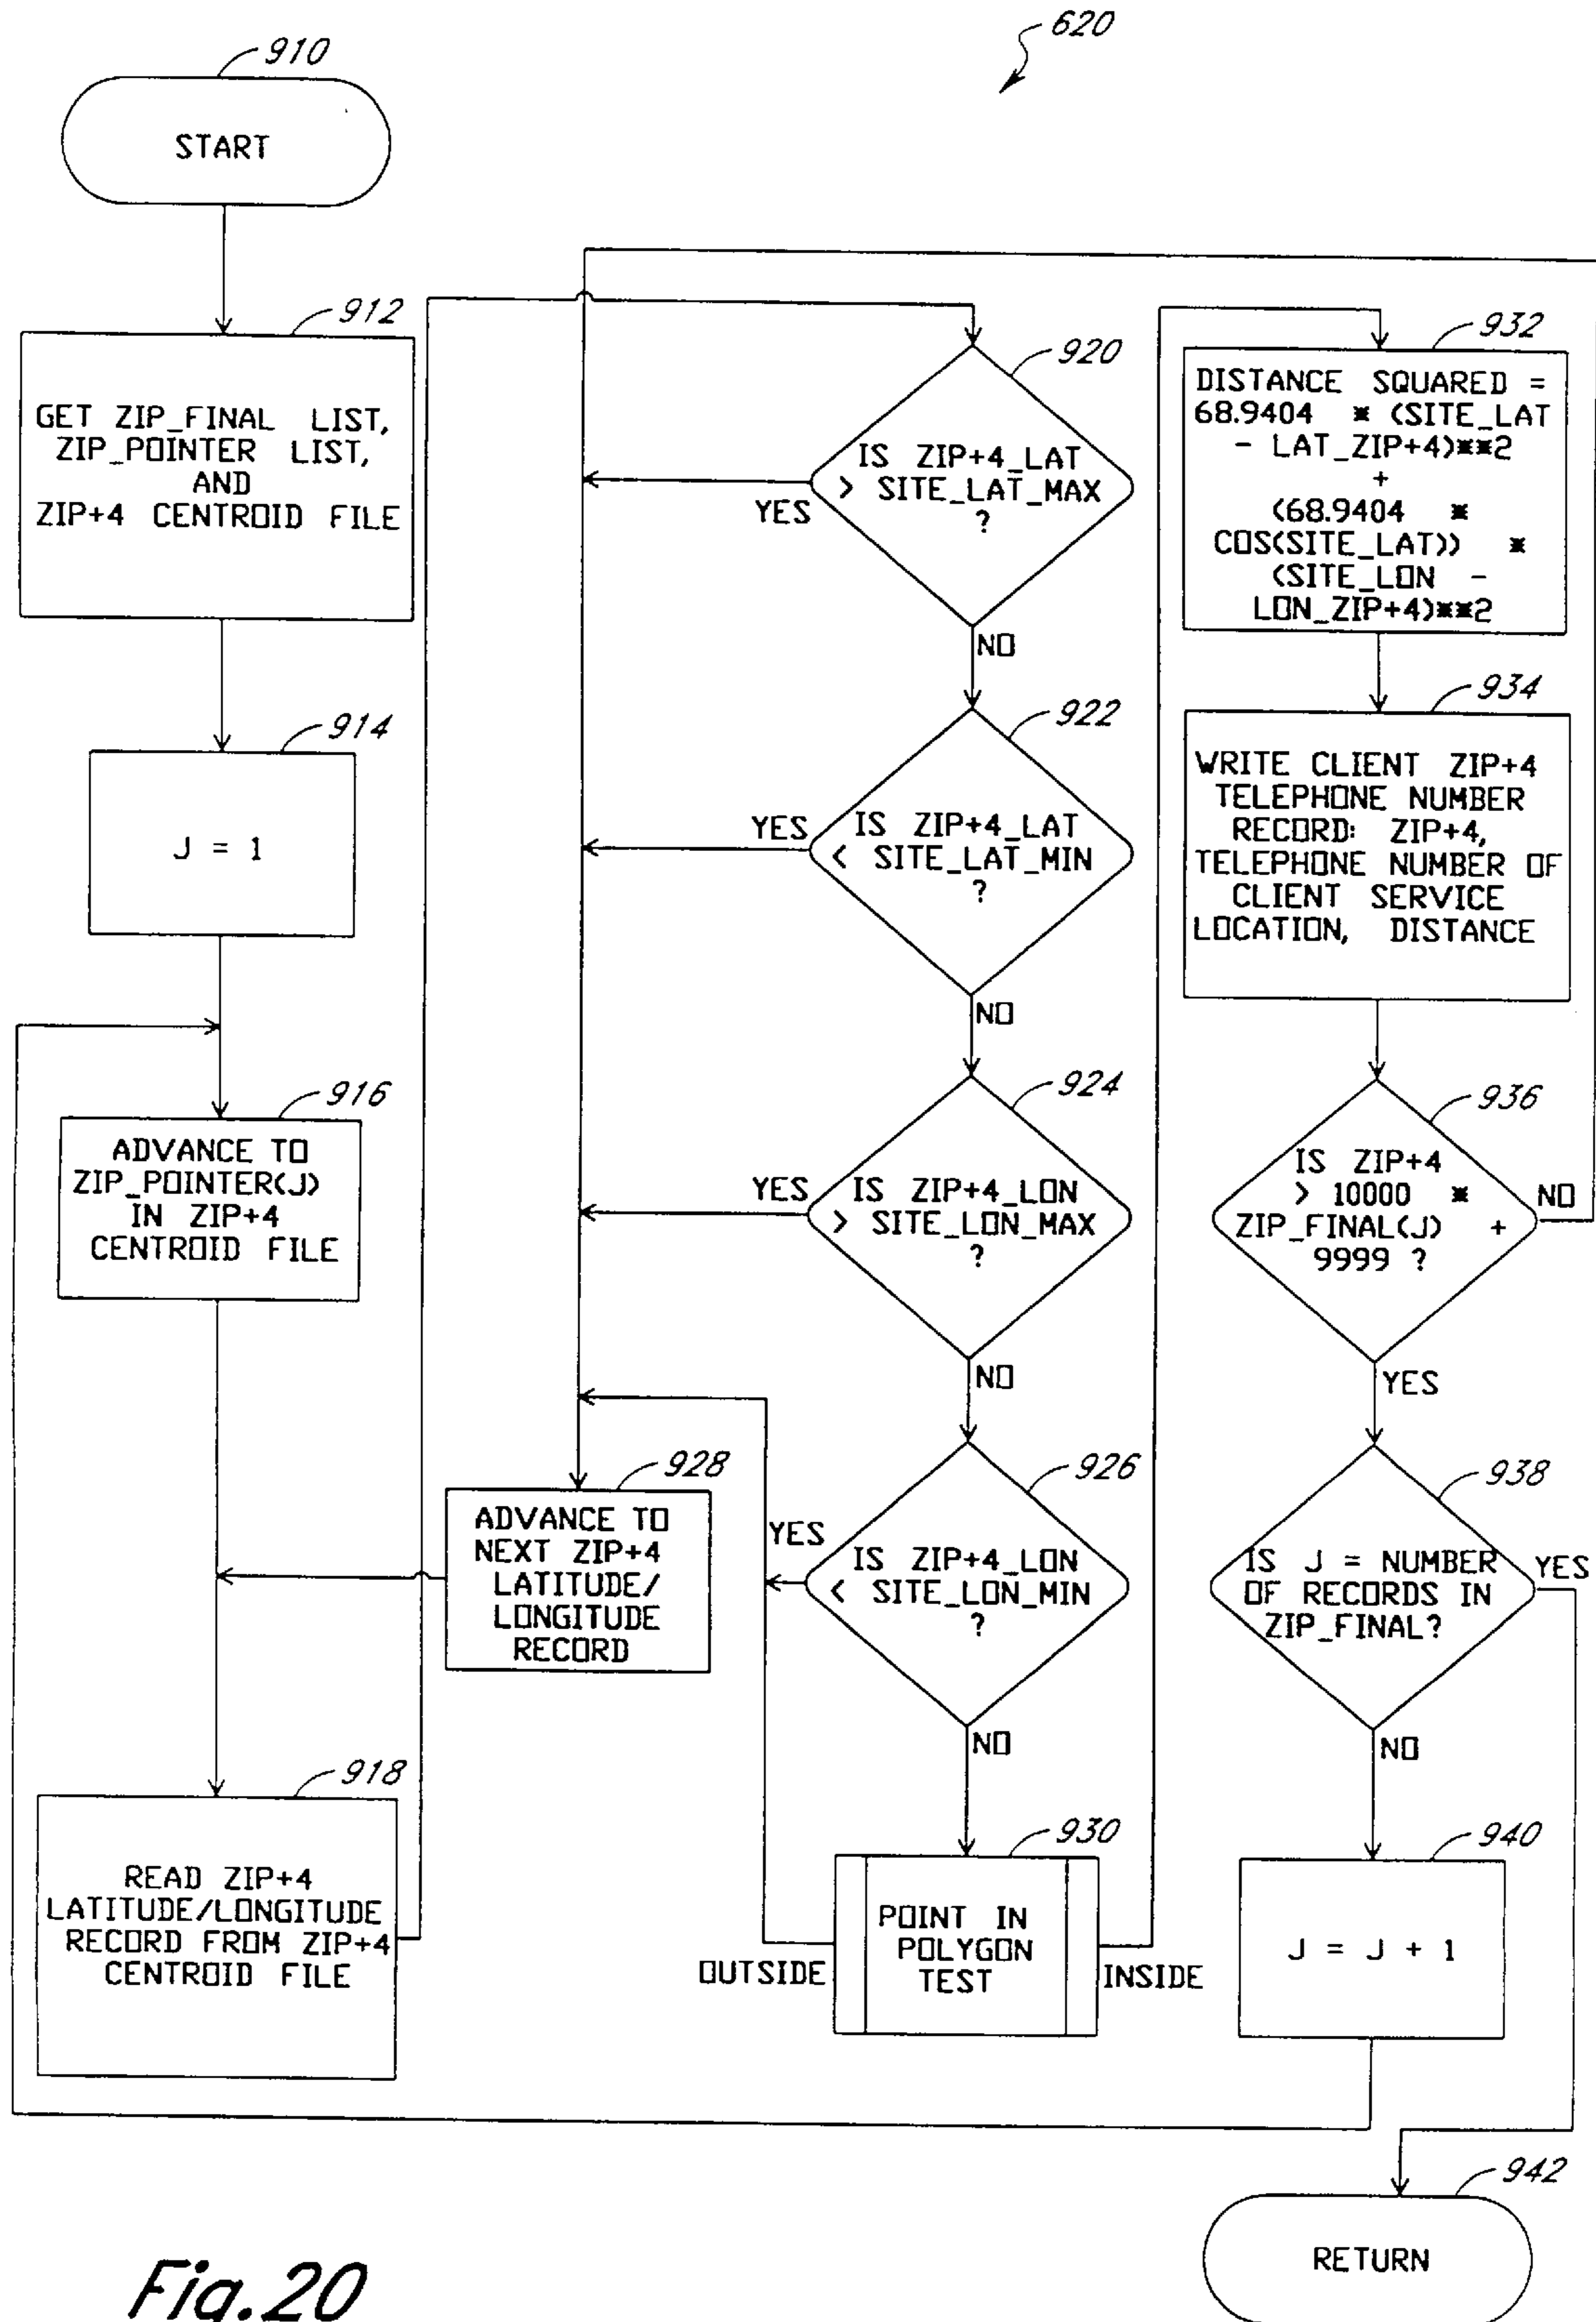 620
910
START
912
GET ZIP_FINAL LIST,
ZIP_POINTER LIST,
AND
ZIP+4 CENTROID FILE
914
J = 1
916
ADVANCE TO
ZIP_POINTER(J)
IN ZIP+4
CENTROID FILE
918
READ ZIP+4
LATITUDE/LONGITUDE
RECORD FROM ZIP+4
CENTROID FILE
920
IS ZIP+4_LAT
> SITE_LAT_MAX
?
YES
NO
922
IS ZIP+4_LAT
< SITE_LAT_MIN
?
YES
NO
924
IS ZIP+4_LON
> SITE_LON_MAX
?
YES
NO
926
IS ZIP+4_LON
< SITE_LON_MIN
?
YES
NO
928
ADVANCE TO
NEXT ZIP+4
LATITUDE/
LONGITUDE
RECORD
930
POINT IN
POLYGON
TEST
OUTSIDE
INSIDE
932
DISTANCE SQUARED =
68.9404 * (SITE_LAT
- LAT_ZIP+4)**2
+
(68.9404 *
COS(SITE_LAT)) *
(SITE_LON -
LON_ZIP+4)**2
934
WRITE CLIENT ZIP+4
TELEPHONE NUMBER
RECORD: ZIP+4,
TELEPHONE NUMBER OF
CLIENT SERVICE
LOCATION, DISTANCE
936
IS ZIP+4
> 10000 *
ZIP_FINAL(J) +
9999 ?
NO
YES
938
IS J = NUMBER
OF RECORDS IN
ZIP_FINAL?
YES
NO
940
J = J + 1
942
RETURN
Fig.20